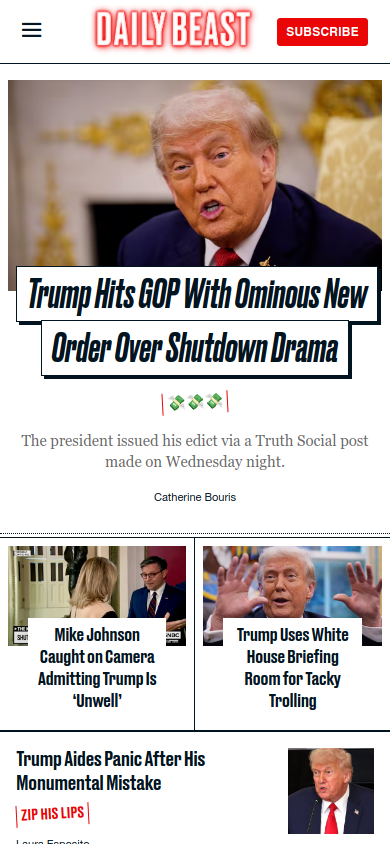 DAILY BEAST
SUBSCRIBE
Trump Hits GOP With Ominous New
Order Over Shutdown Drama
The president issued his edict via a Truth Social post
made on Wednesday night.
Catherine Bouris
Mike Johnson
Caught on Camera
Admitting Trump Is
‘Unwell’
Trump Uses White
House Briefing
Room for Tacky
Trolling
Trump Aides Panic After His
Monumental Mistake
ZIP HIS LIPS
Laura Esposito